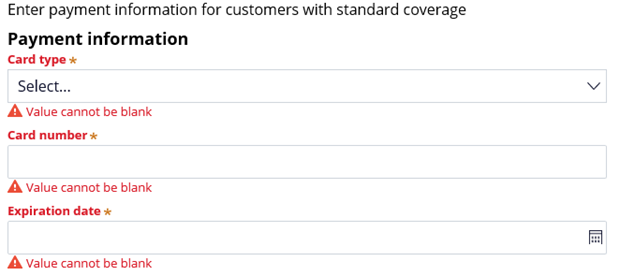 Enter payment information for customers with standard coverage
Payment information
Card type *
Select...
Value cannot be blank
Card number *
Value cannot be blank
Expiration date *
Value cannot be blank